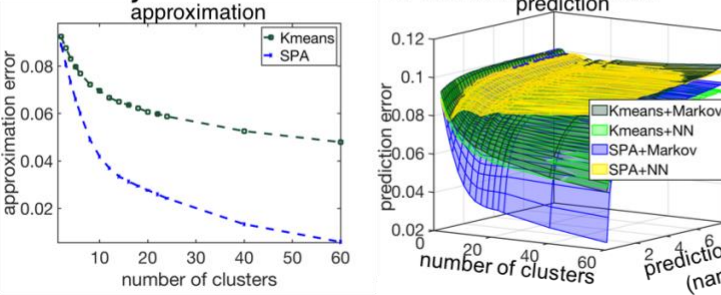 approximation
Kmeans
SPA
approximation error
0.08
0.06
0.04
0.02
10 20 30 40 50 60
number of clusters
prediction
prediction error
0.12
0.1
0.08
0.06
0.04
0.02
Kmeans+Markov
Kmeans+NN
SPA+Markov
SPA+NN
0 20 40 60
number of clusters
2 4 6